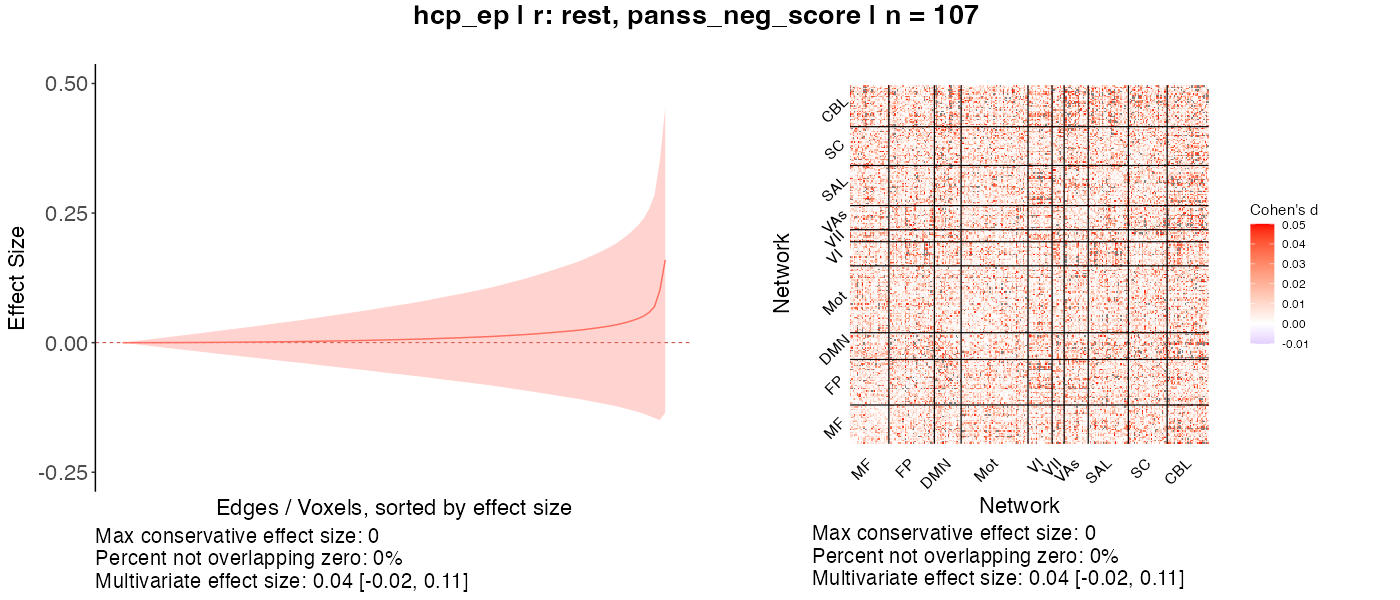 hcp_ep | r: rest, panss_neg_score | n = 107
Effect Size
0.50
0.25
0.00
-0.25
Edges / Voxels, sorted by effect size
Max conservative effect size: 0
Percent not overlapping zero: 0%
Multivariate effect size: 0.04 [-0.02, 0.11]
Network
CBL
SC
SAL
VAs
VII
VI
Mot
DMN
FP
MF
MF
FP
DMN
Mot
VI
VII
VAs
SAL
SC
CBL
Network
Max conservative effect size: 0
Percent not overlapping zero: 0%
Multivariate effect size: 0.04 [-0.02, 0.11]
Cohen's d
0.05
0.04
0.03
0.02
0.01
0.00
-0.01